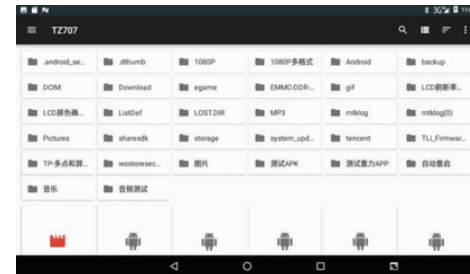 3G
TZ707
.android_se...
.dthumb
1080P
1080P多格式
Android
backup
DCIM
Download
egame
EMMC-DDR-...
gif
LCD刷新率...
LCD屏色确...
ListDef
LOST.DIR
MP3
mtklog
mtklog(0)
Pictures
sharesdk
storage
system_upd...
tencent
TLi_Firmwar...
TP-多点和屏...
wostoresec...
图片
测试APK
测试重力APP
自动重启
音乐
音频测试